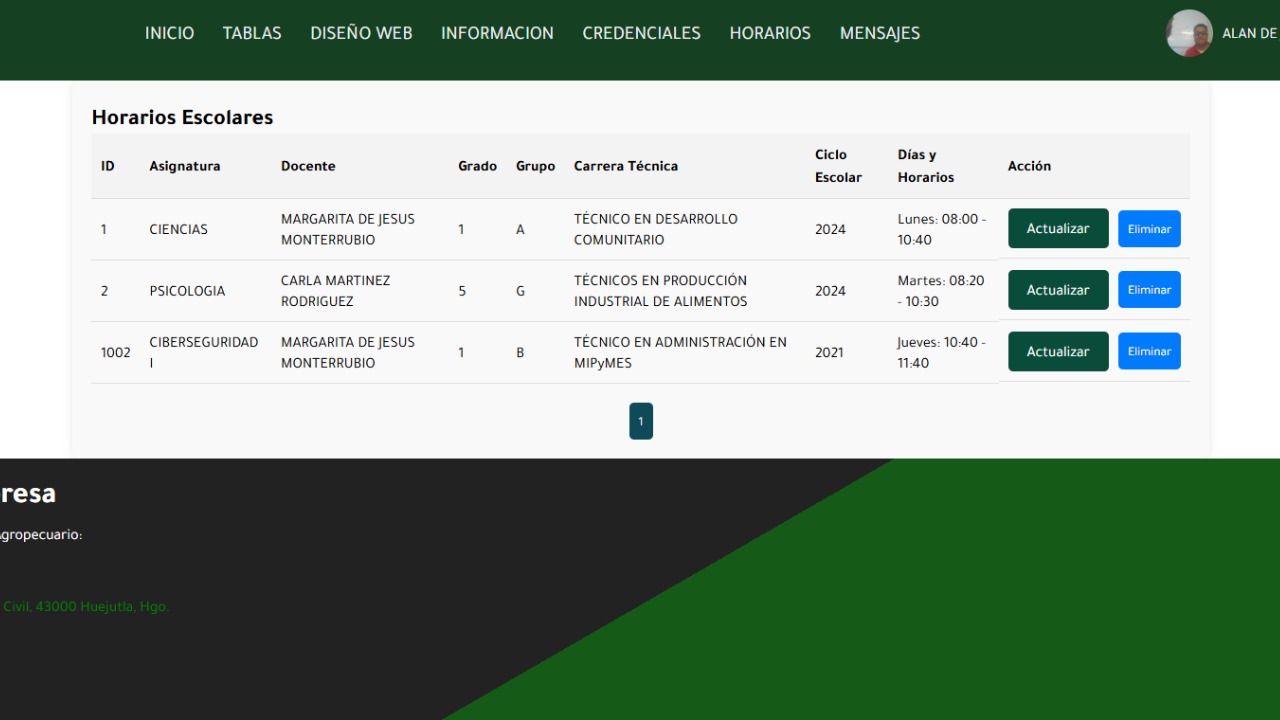 INICIO TABLAS DISEÑO WEB INFORMACION CREDENCIALES HORARIOS MENSAJES ALAN DE
Horarios Escolares
ID Asignatura Docente Grado Grupo Carrera Técnica Ciclo Escolar Días y Horarios Acción
1 CIENCIAS MARGARITA DE JESUS MONTERRUBIO 1 A TÉCNICO EN DESARROLLO COMUNITARIO 2024 Lunes: 08:00 - 10:40 Actualizar Eliminar
2 PSICOLOGIA CARLA MARTINEZ RODRIGUEZ 5 G TÉCNICOS EN PRODUCCIÓN INDUSTRIAL DE ALIMENTOS 2024 Martes: 08:20 - 10:30 Actualizar Eliminar
1002 CIBERSEGURIDAD I MARGARITA DE JESUS MONTERRUBIO 1 B TÉCNICO EN ADMINISTRACIÓN EN MIPyMES 2021 Jueves: 10:40 - 11:40 Actualizar Eliminar
1
resa
Agropecuario:
Civil, 43000 Huejutla, Hgo.